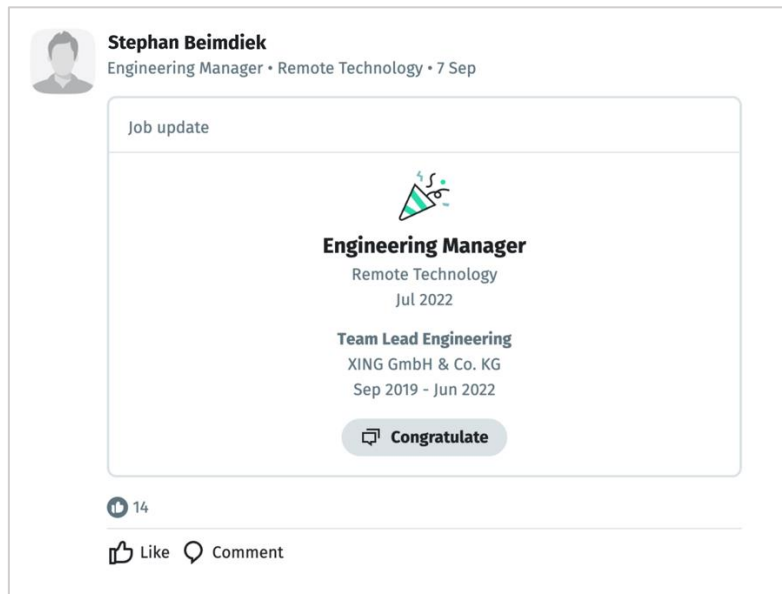 Stephan Beimdiek
Engineering Manager • Remote Technology • 7 Sep
Job update
Engineering Manager
Remote Technology
Jul 2022
Team Lead Engineering
XING GmbH & Co. KG
Sep 2019 - Jun 2022
Congratulate
14
Like Comment